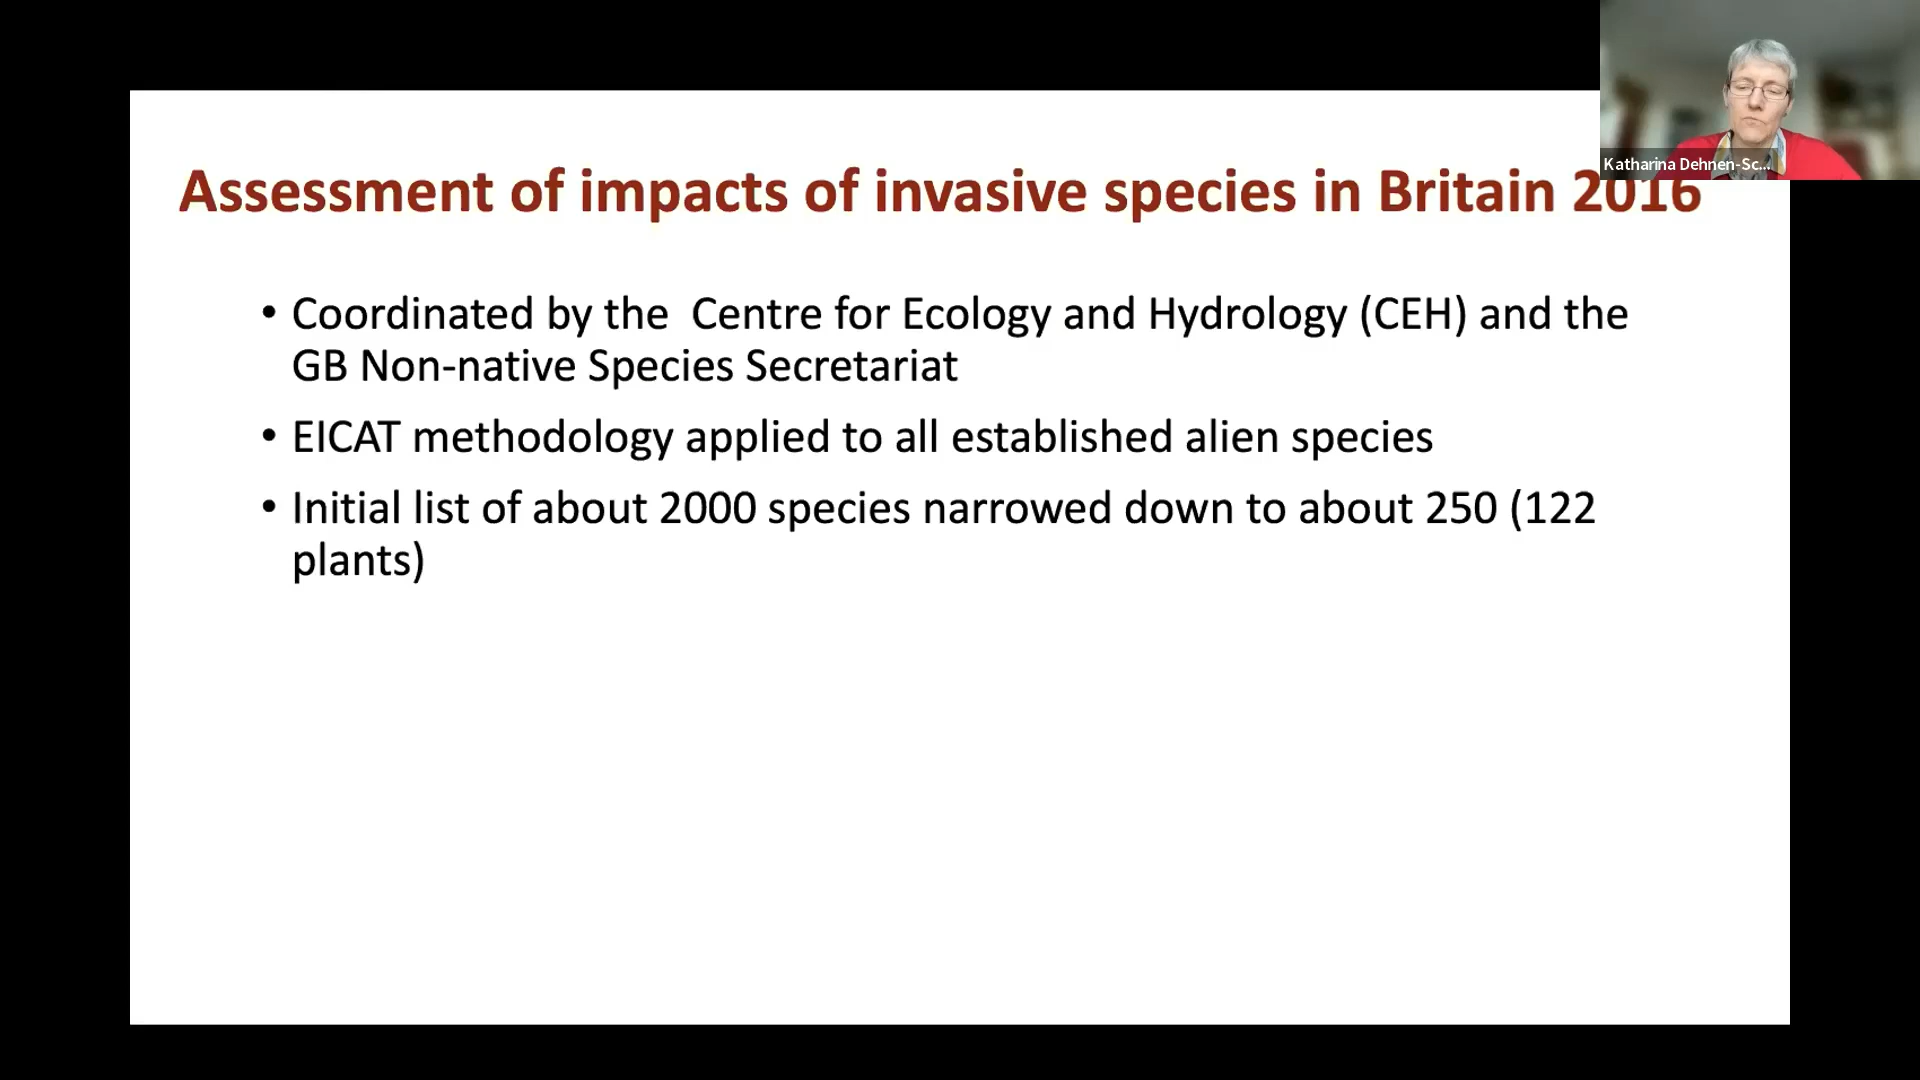 Katharina Dehnen-Sc...
Assessment of impacts of invasive species in Britain 2016
• Coordinated by the  Centre for Ecology and Hydrology (CEH) and the
GB Non-native Species Secretariat
• EICAT methodology applied to all established alien species
• Initial list of about 2000 species narrowed down to about 250 (122
plants)